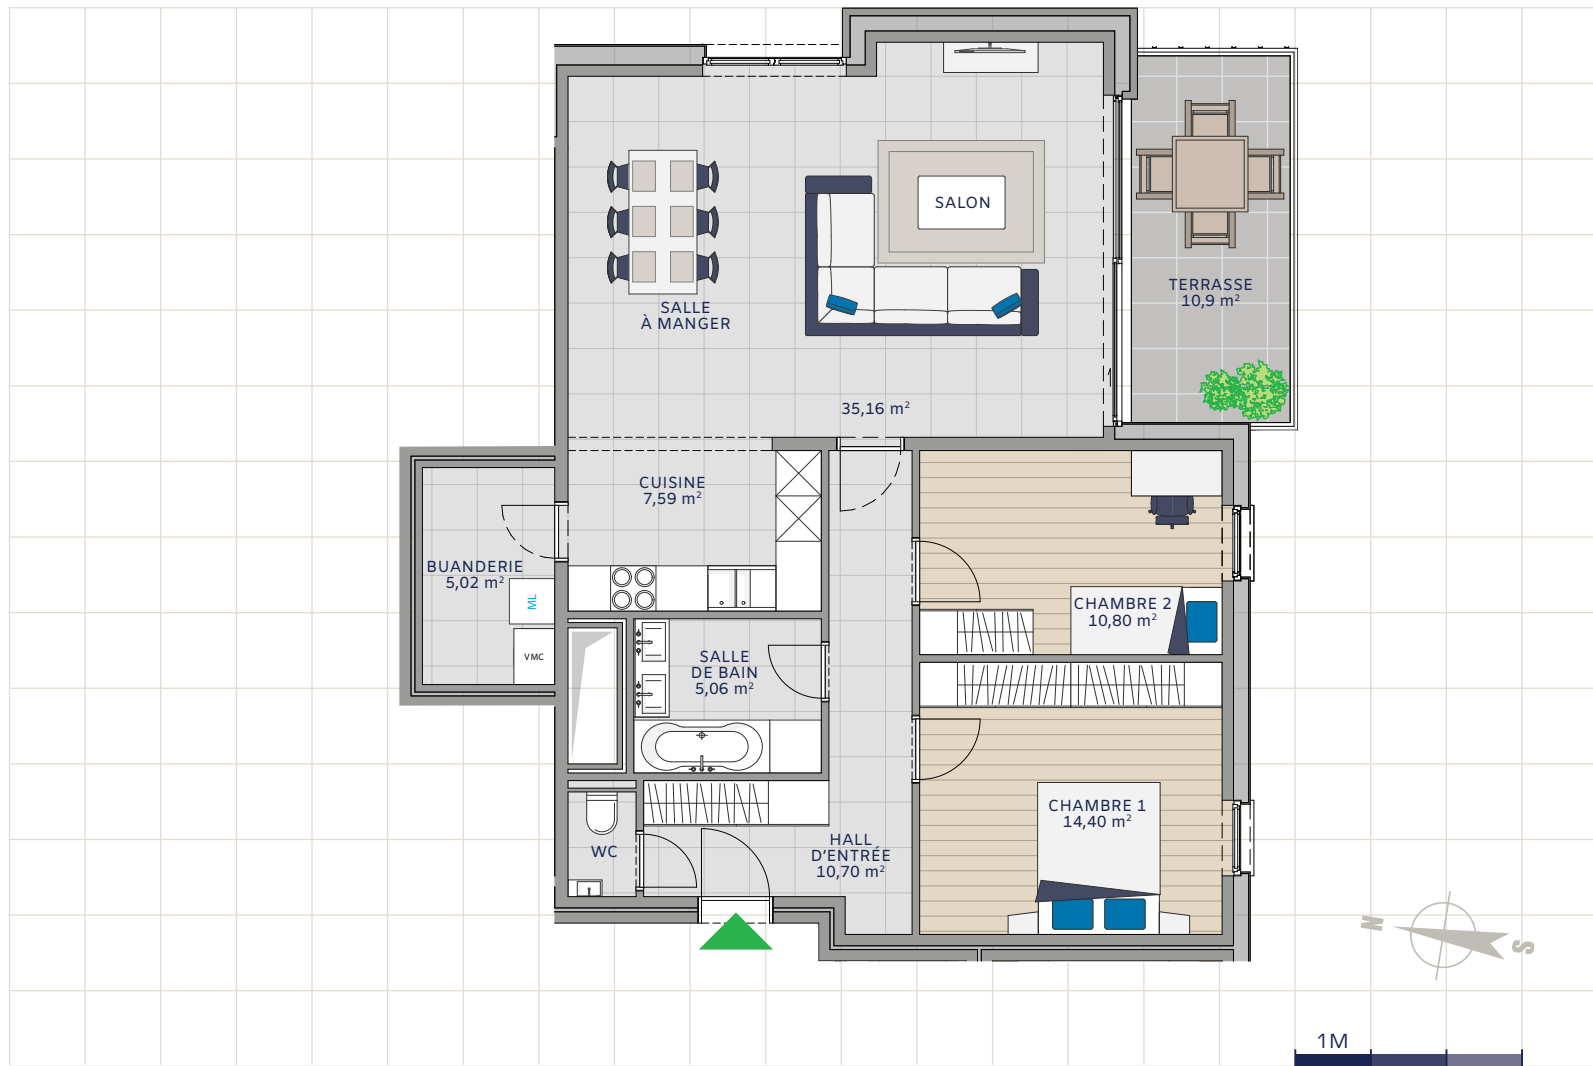 SALON
TERRASSE
10,9 m²
SALLE
À MANGER
35,16 m²
CUISINE
7,59 m²
BUANDERIE
5,02 m²
ML
VMC
CHAMBRE 2
10,80 m²
SALLE
DE BAIN
5,06 m²
CHAMBRE 1
14,40 m²
HALL
D'ENTRÉE
10,70 m²
WC
N
S
1M